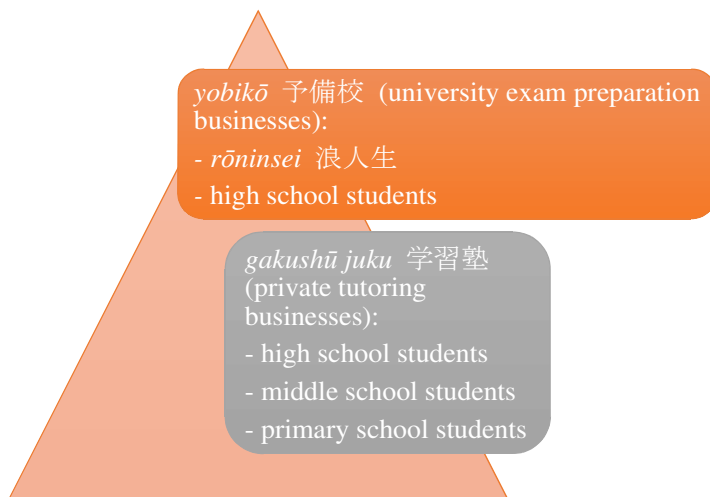 yobikō 予備校 (university exam preparation
businesses):
- rōninsei 浪人生
- high school students
gakushū juku 学習塾
(private tutoring
businesses):
- high school students
- middle school students
- primary school students